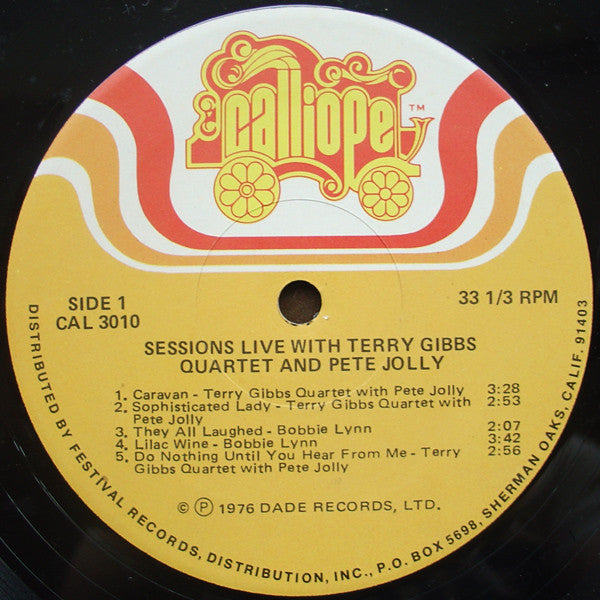 calliope™
SIDE 1
CAL 3010
33 1/3 RPM
SESSIONS LIVE WITH TERRY GIBBS
QUARTET AND PETE JOLLY
1. Caravan - Terry Gibbs Quartet with Pete Jolly 3:28
2. Sophisticated Lady - Terry Gibbs Quartet with 2:53
Pete Jolly
3. They All Laughed - Bobbie Lynn 2:07
4. Lilac Wine - Bobbie Lynn 3:42
5. Do Nothing Until You Hear From Me - Terry 2:56
Gibbs Quartet with Pete Jolly
© ℗ 1976 DADE RECORDS, LTD.
DISTRIBUTED BY FESTIVAL RECORDS, DISTRIBUTION, INC., P.O. BOX 5698, SHERMAN OAKS, CALIF. 91403